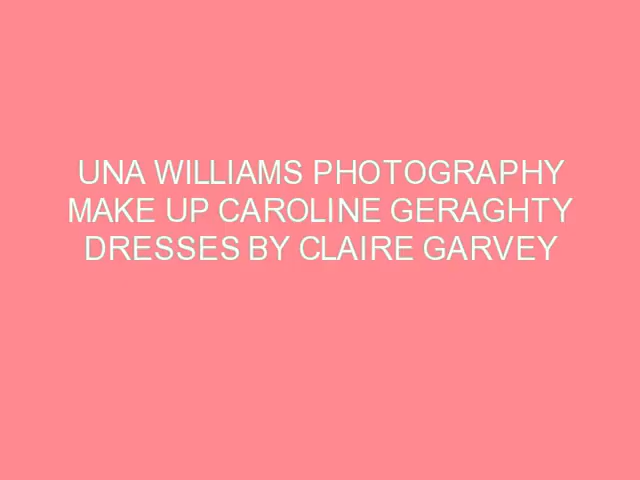 UNA WILLIAMS PHOTOGRAPHY
MAKE UP CAROLINE GERAGHTY
DRESSES BY CLAIRE GARVEY